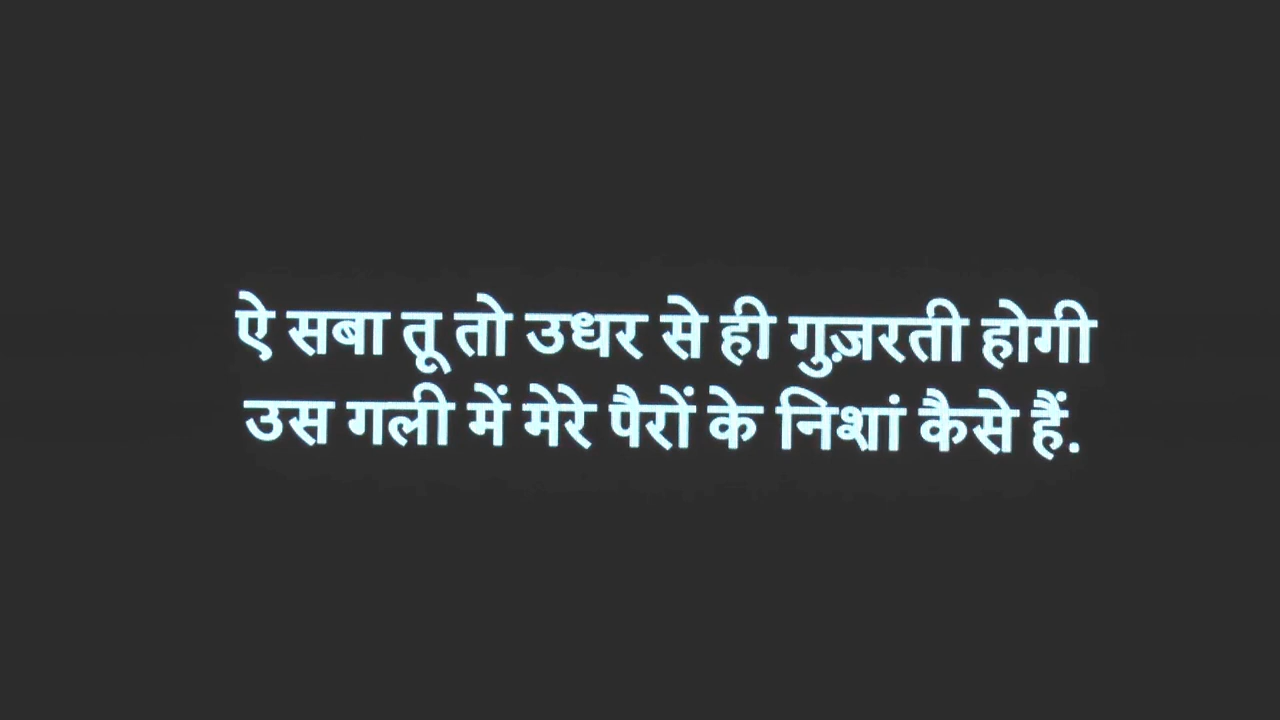 ऐ सबा तू तो उधर से ही गुज़रती होगी
उस गली में मेरे पैरों के निशां कैसे हैं.